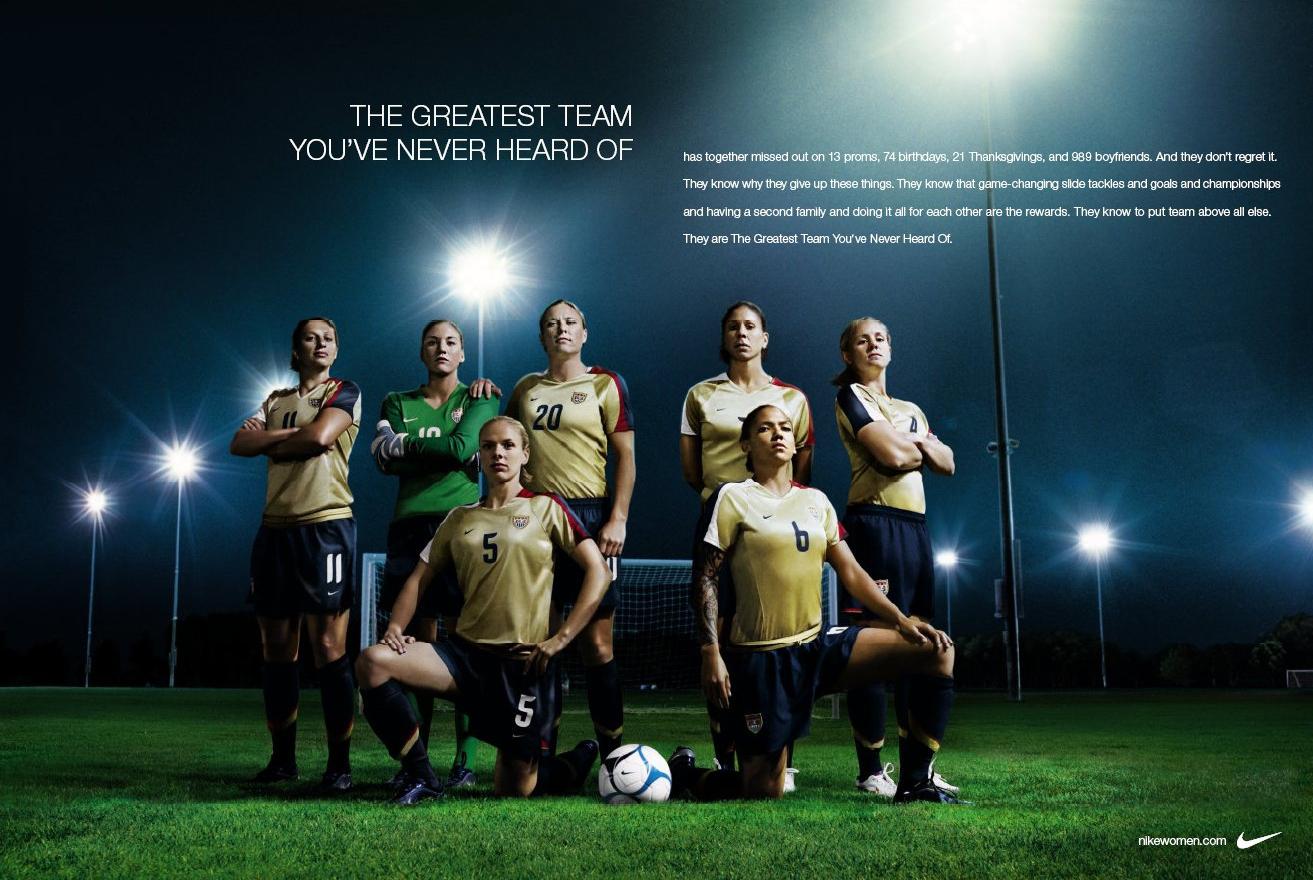 THE GREATEST TEAM
YOU'VE NEVER HEARD OF
has together missed out on 13 proms, 74 birthdays, 21 Thanksgivings, and 989 boyfriends. And they don't regret it.
They know why they give up these things. They know that game-changing slide tackles and goals and championships
and having a second family and doing it all for each other are the rewards. They know to put team above all else.
They are The Greatest Team You've Never Heard Of.
11
20
4
5
6
11
5
nikewomen.com